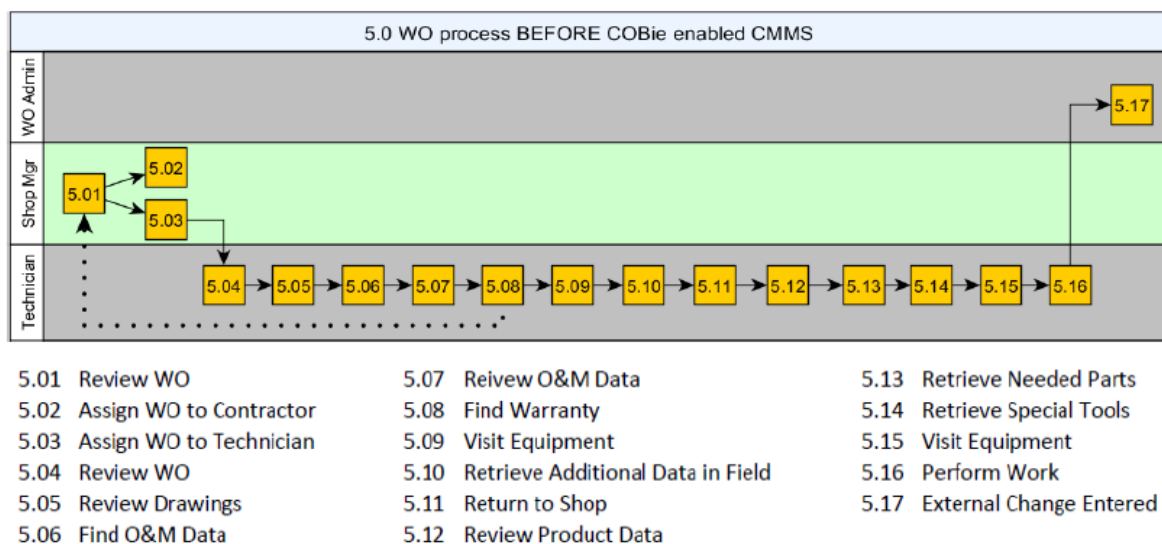 5.0 WO process BEFORE COBie enabled CMMS
WO Admin
5.17
Shop Mgr
5.01
5.02
5.03
Technician
5.04
5.05
5.06
5.07
5.08
5.09
5.10
5.11
5.12
5.13
5.14
5.15
5.16
5.01 Review WO
5.02 Assign WO to Contractor
5.03 Assign WO to Technician
5.04 Review WO
5.05 Review Drawings
5.06 Find O&M Data
5.07 Reivew O&M Data
5.08 Find Warranty
5.09 Visit Equipment
5.10 Retrieve Additional Data in Field
5.11 Return to Shop
5.12 Review Product Data
5.13 Retrieve Needed Parts
5.14 Retrieve Special Tools
5.15 Visit Equipment
5.16 Perform Work
5.17 External Change Entered